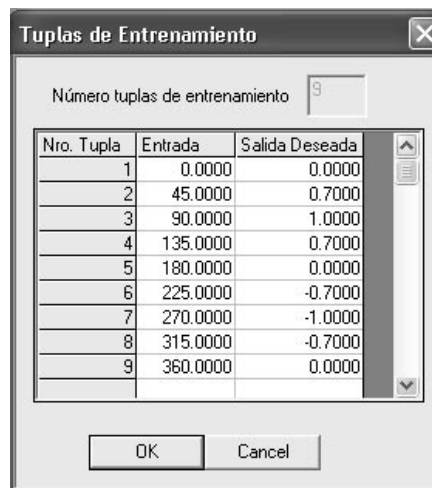 Tuplas de Entrenamiento
Número tuplas de entrenamiento 9
Nro. Tupla Entrada Salida Deseada
1 0.0000 0.0000
2 45.0000 0.7000
3 90.0000 1.0000
4 135.0000 0.7000
5 180.0000 0.0000
6 225.0000 -0.7000
7 270.0000 -1.0000
8 315.0000 -0.7000
9 360.0000 0.0000
OK Cancel